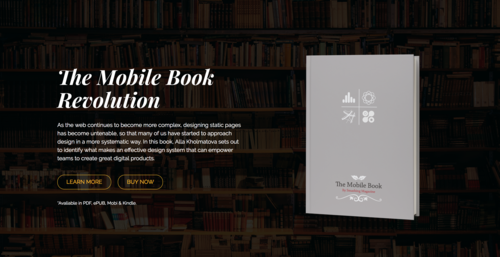 The Mobile Book
Revolution
As the web continues to become more complex, designing static pages
has become untenable, so that many of us have started to approach
design in a more systematic way. In this book, Alla Kholmatova sets out
to identify what makes an effective design system that can empower
teams to create great digital products.
LEARN MORE
BUY NOW
*Available in PDF, ePUB, Mobi & Kindle
The Mobile Book
By Smashing Magazine